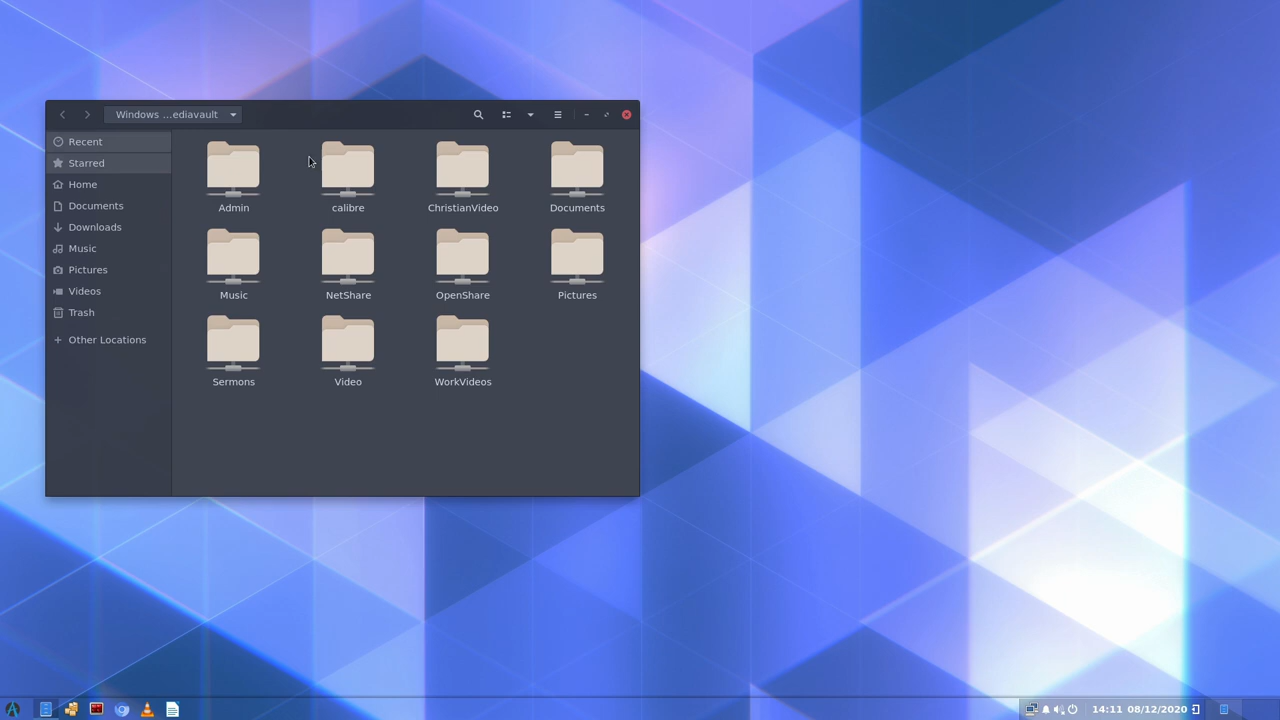 Windows …ediavault
Recent
Starred
Home
Documents
Downloads
Music
Pictures
Videos
Trash
Other Locations
Admin
calibre
ChristianVideo
Documents
Music
NetShare
OpenShare
Pictures
Sermons
Video
WorkVideos
14:11 08/12/2020